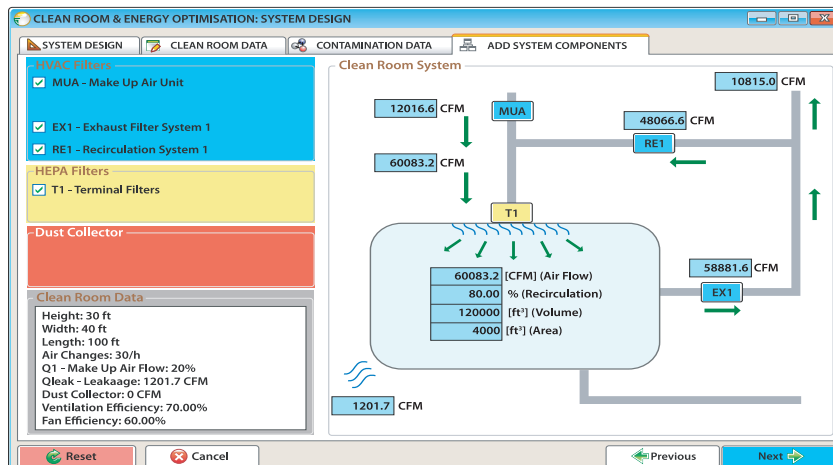 CLEAN ROOM & ENERGY OPTIMISATION: SYSTEM DESIGN
SYSTEM DESIGN
CLEAN ROOM DATA
CONTAMINATION DATA
ADD SYSTEM COMPONENTS
HVAC Filters
MUA - Make Up Air Unit
EX1 - Exhaust Filter System 1
RE1 - Recirculation System 1
HEPA Filters
T1 - Terminal Filters
Dust Collector
Clean Room Data
Height: 30 ft
Width: 40 ft
Length: 100 ft
Air Changes: 30/h
Q1 - Make Up Air Flow: 20%
Qleak - Leakaage: 1201.7 CFM
Dust Collector: 0 CFM
Ventilation Efficiency: 70.00%
Fan Efficiency: 60.00%
Clean Room System
10815.0 CFM
12016.6 CFM
MUA
48066.6 CFM
RE1
60083.2 CFM
T1
58881.6 CFM
EX1
60083.2 [CFM] (Air Flow)
80.00 % (Recirculation)
120000 [ft³] (Volume)
4000 [ft³] (Area)
1201.7 CFM
Reset
Cancel
Previous
Next